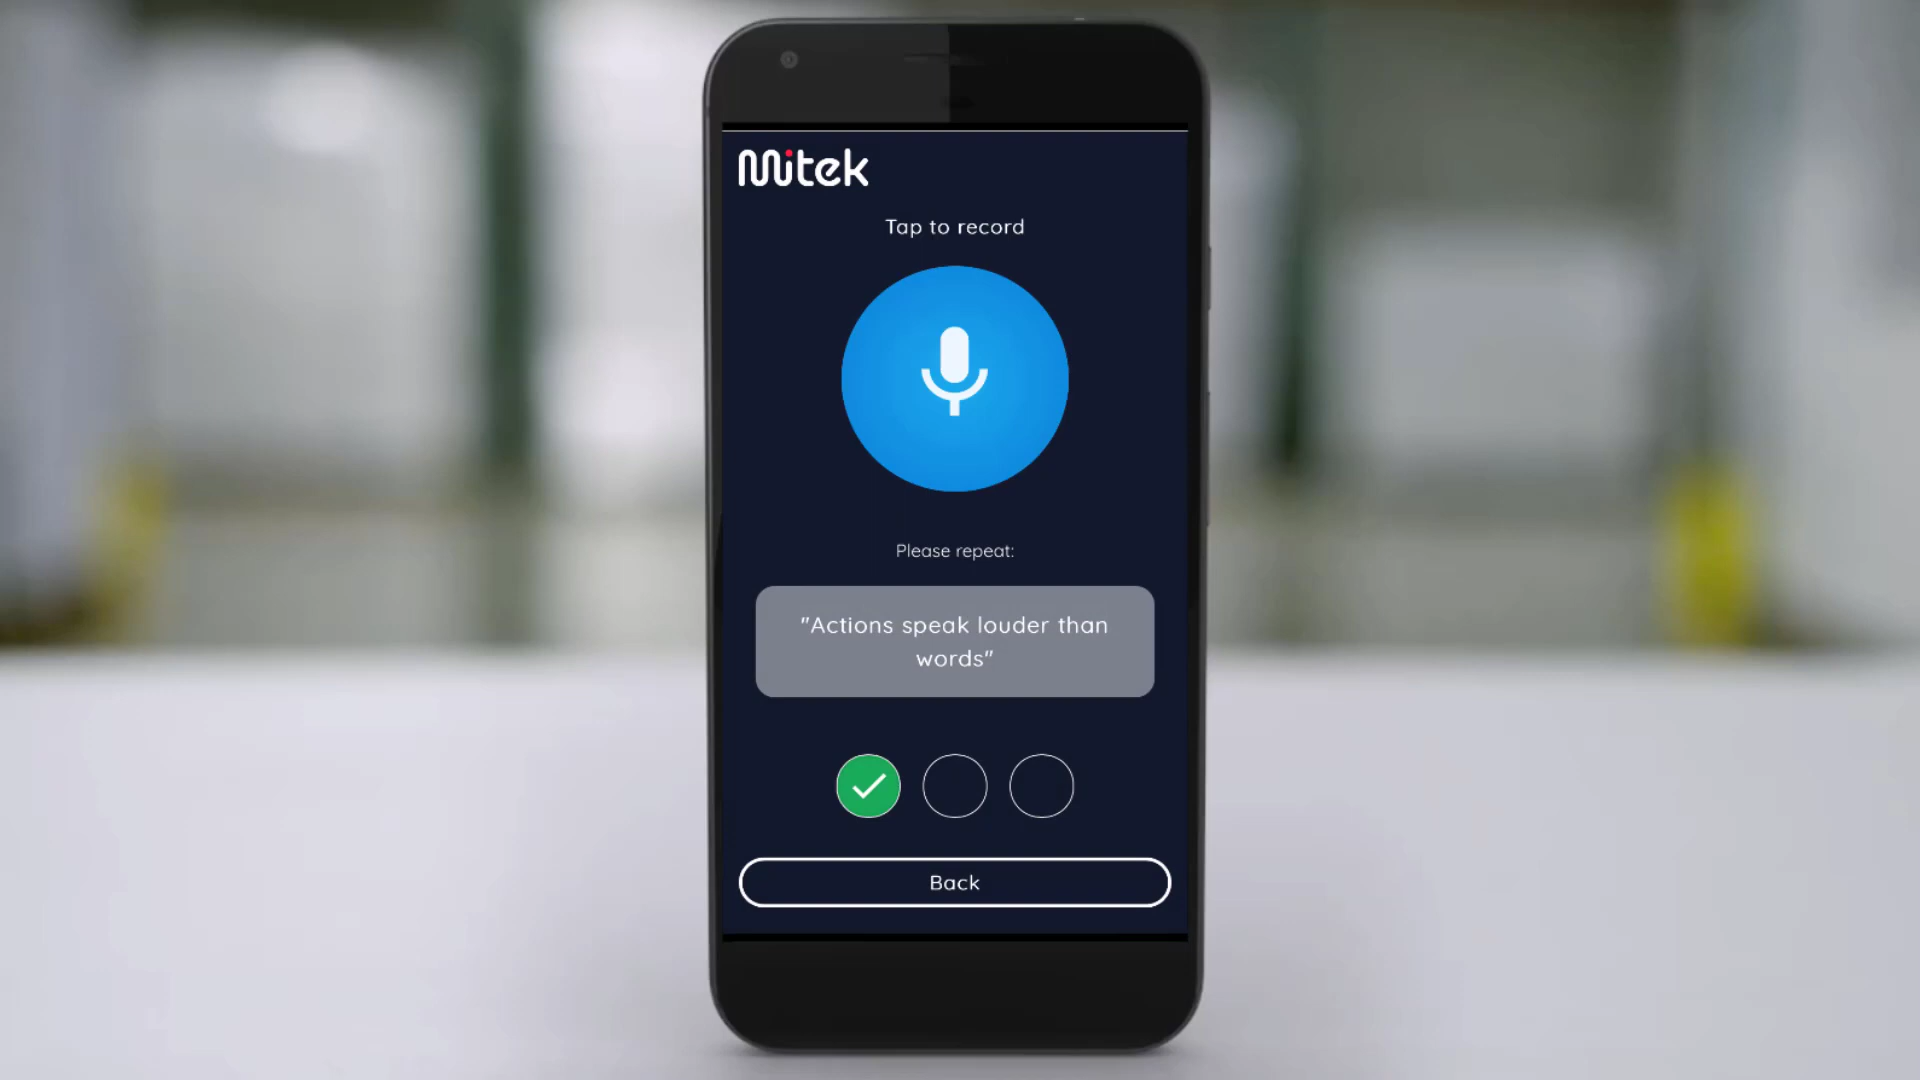 Mitek
Tap to record
Please repeat:
"Actions speak louder than
words"
Back